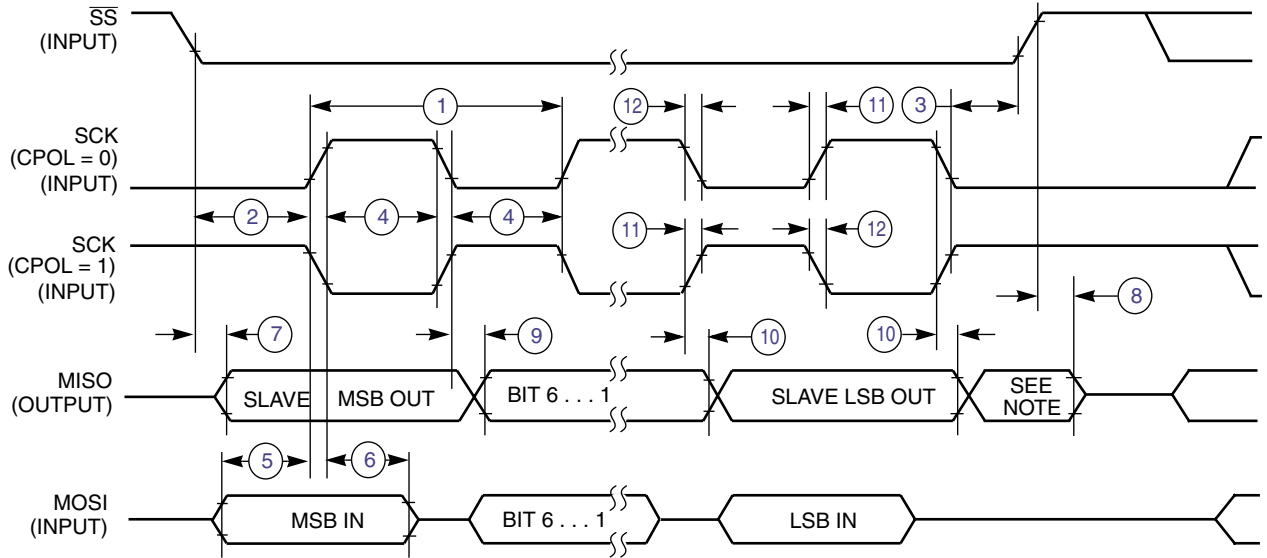 SS
(INPUT)
1
12
11
3
SCK
(CPOL = 0)
(INPUT)
2
4
4
11
12
SCK
(CPOL = 1)
(INPUT)
8
7
9
10
10
MISO
(OUTPUT)
SLAVE MSB OUT
BIT 6 . . . 1
SLAVE LSB OUT
SEE
NOTE
5
6
MOSI
(INPUT)
MSB IN
BIT 6 . . . 1
LSB IN